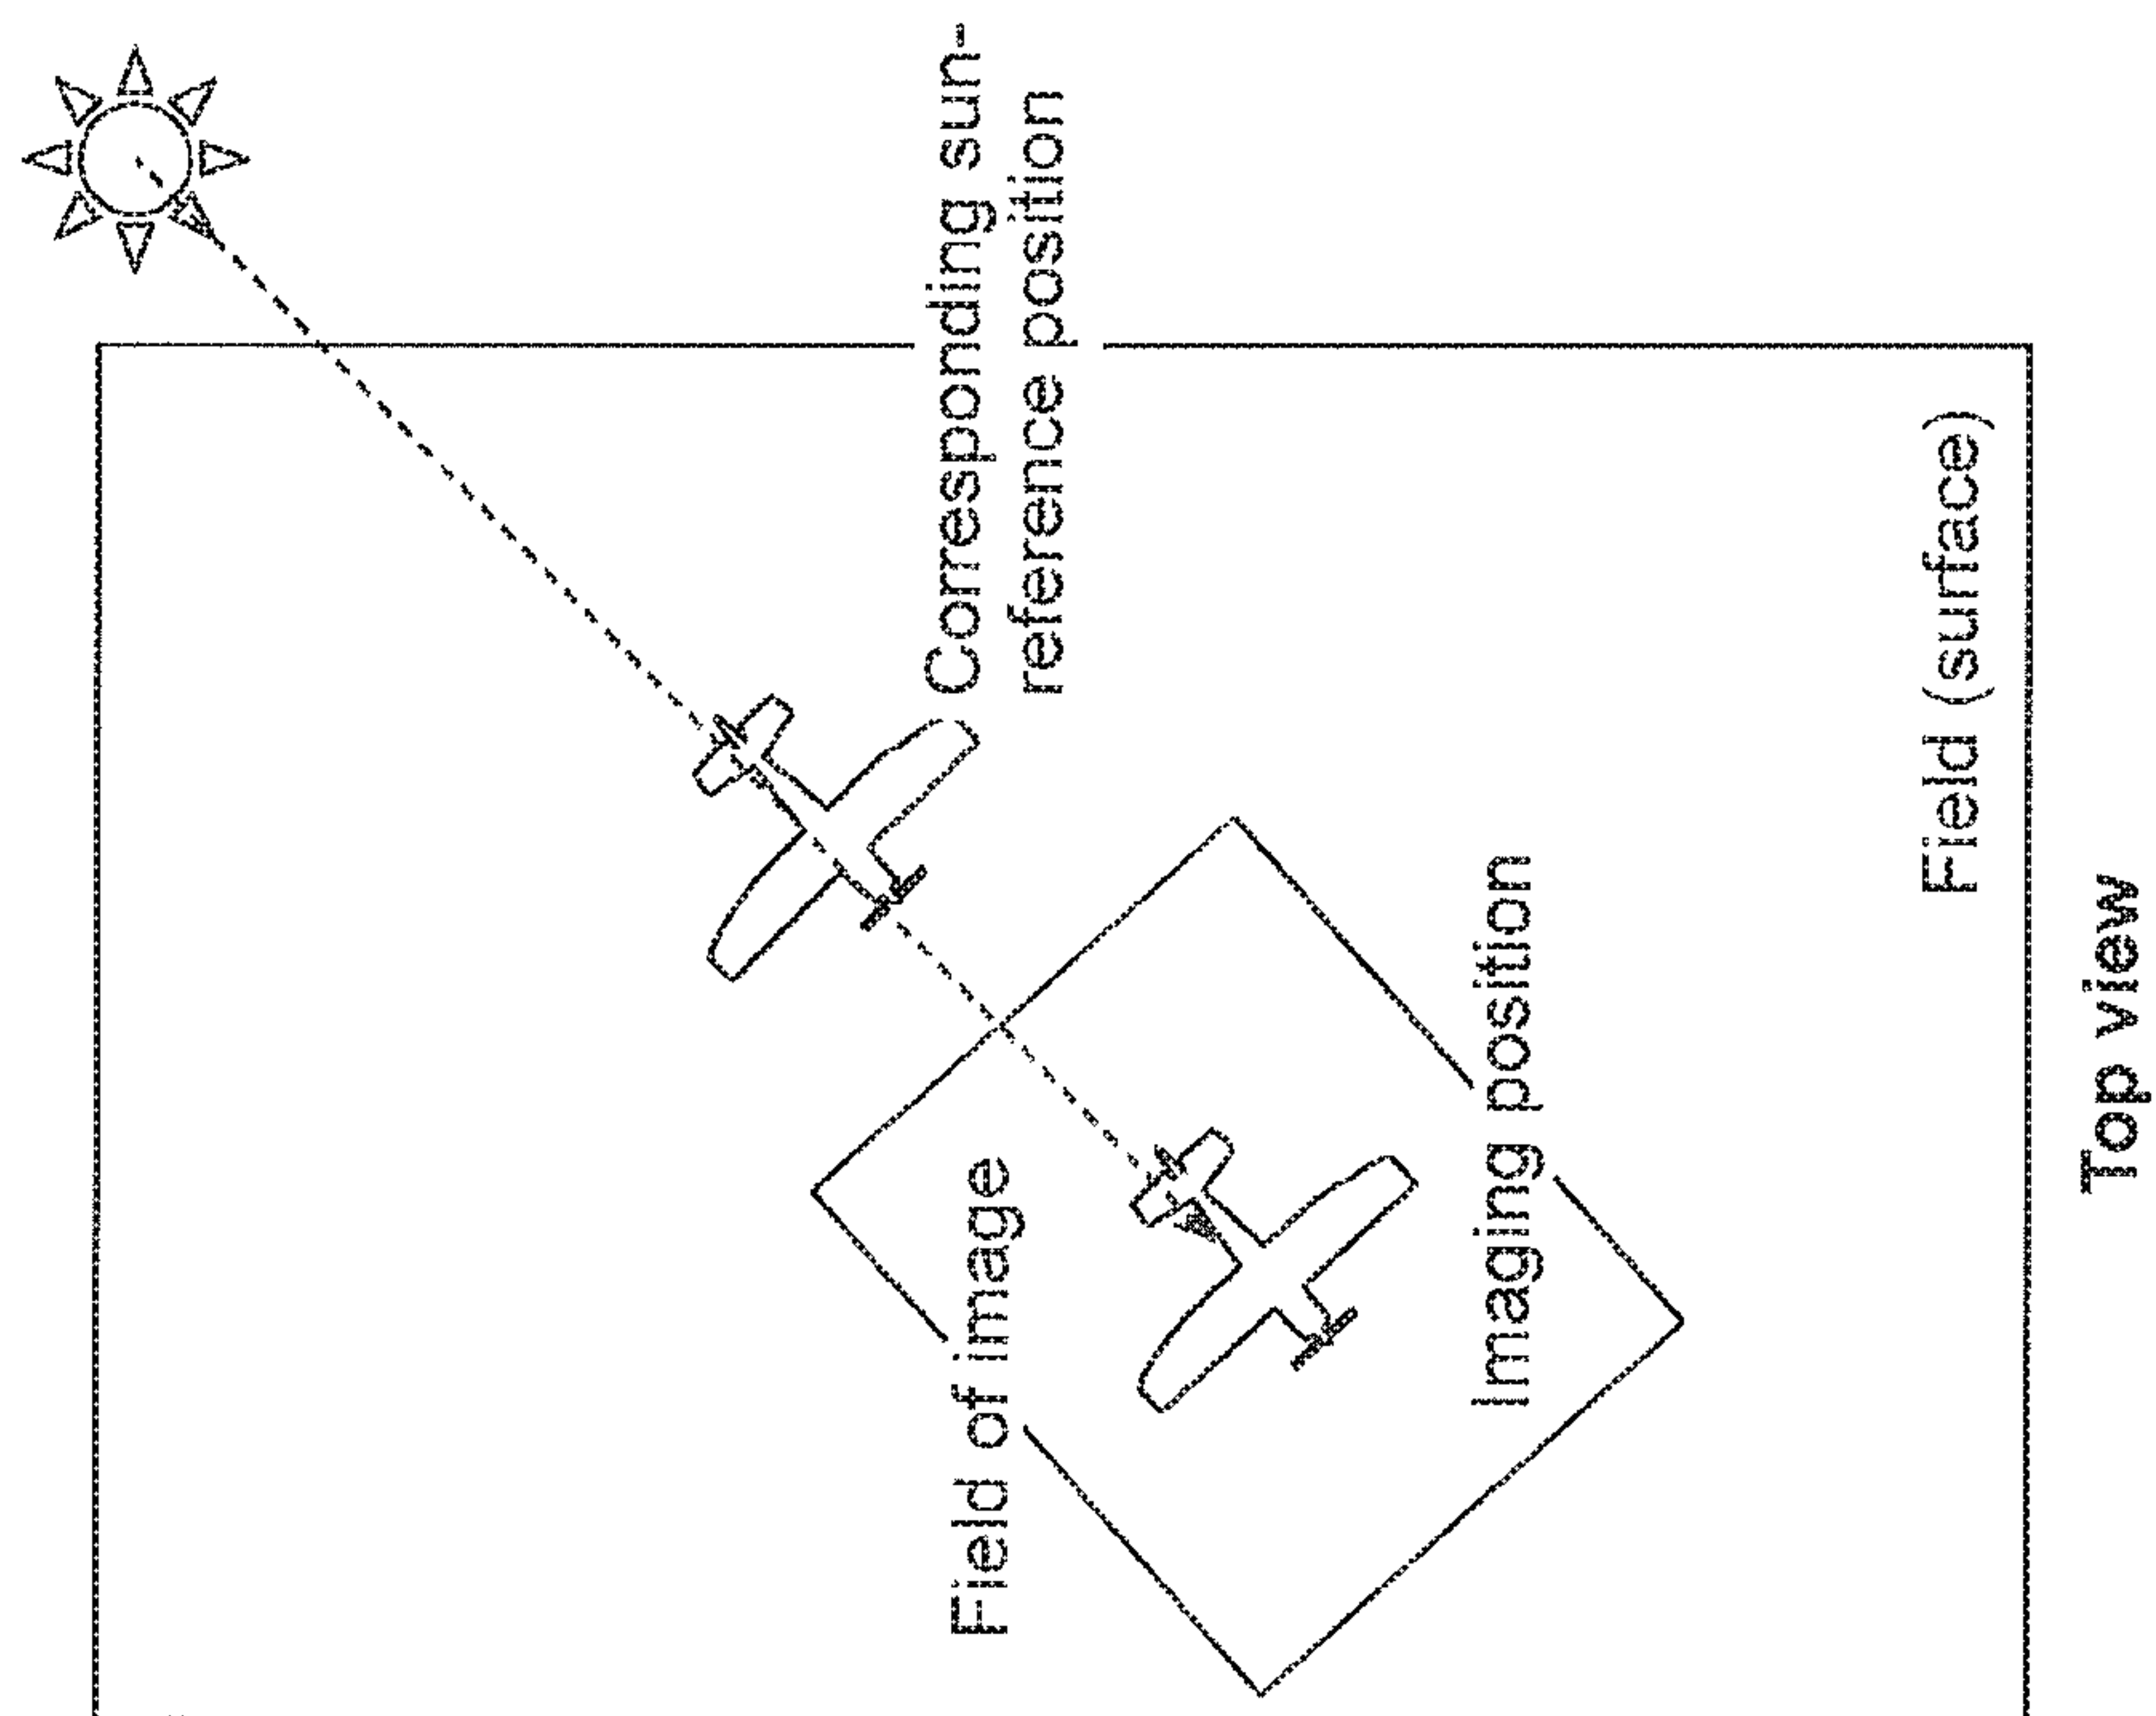 Corresponding sun-
reference position
Field of image
Imaging position
Field (surface)
Top view